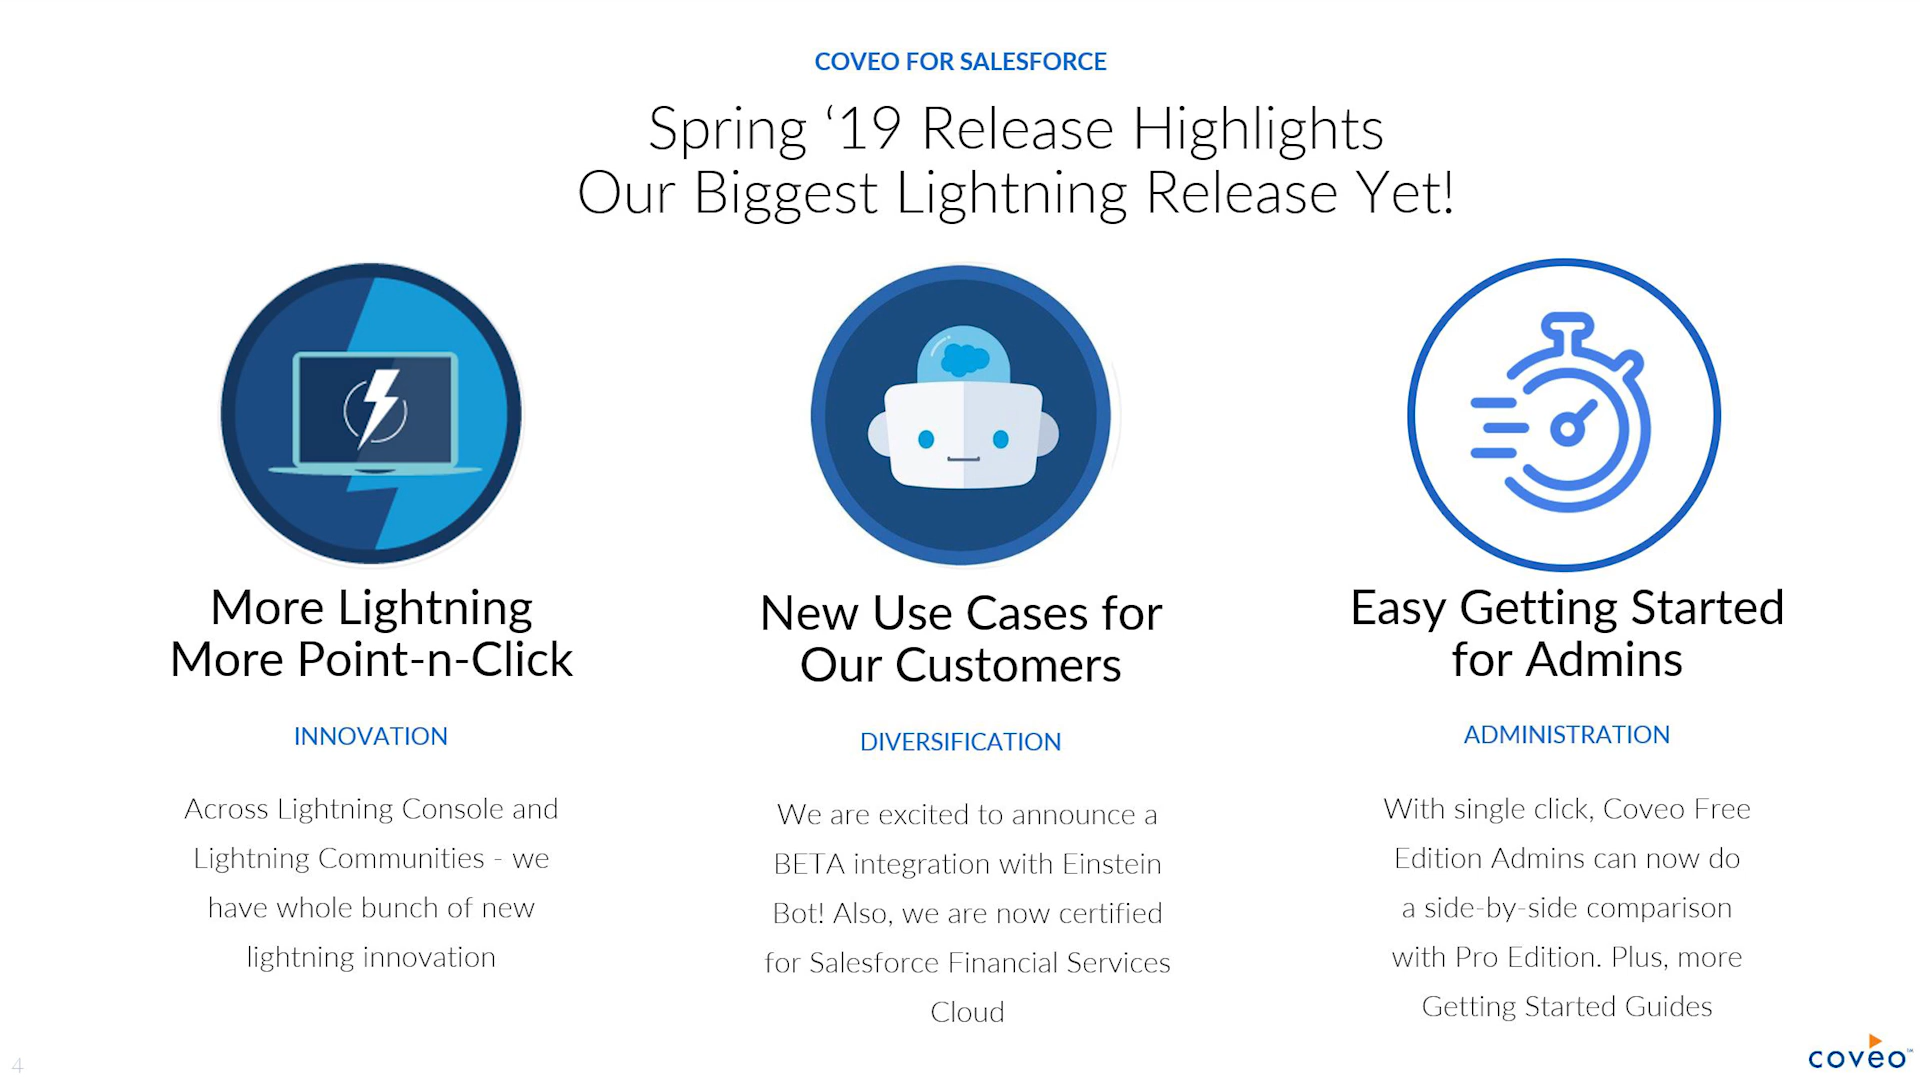 COVEO FOR SALESFORCE
Spring ‘19 Release Highlights
Our Biggest Lightning Release Yet!
More Lightning
More Point-n-Click
INNOVATION
Across Lightning Console and
Lightning Communities - we
have whole bunch of new
lightning innovation
New Use Cases for
Our Customers
DIVERSIFICATION
We are excited to announce a
BETA integration with Einstein
Bot! Also, we are now certified
for Salesforce Financial Services
Cloud
Easy Getting Started
for Admins
ADMINISTRATION
With single click, Coveo Free
Edition Admins can now do
a side-by-side comparison
with Pro Edition. Plus, more
Getting Started Guides
4
coveo™